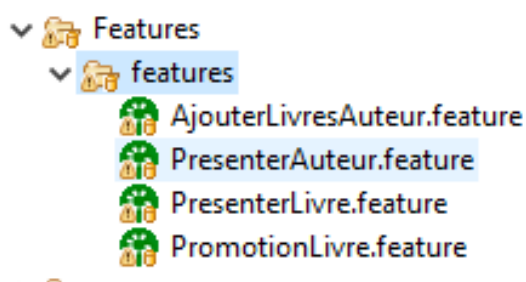 Features
features
AjouterLivresAuteur.feature
PresenterAuteur.feature
PresenterLivre.feature
PromotionLivre.feature